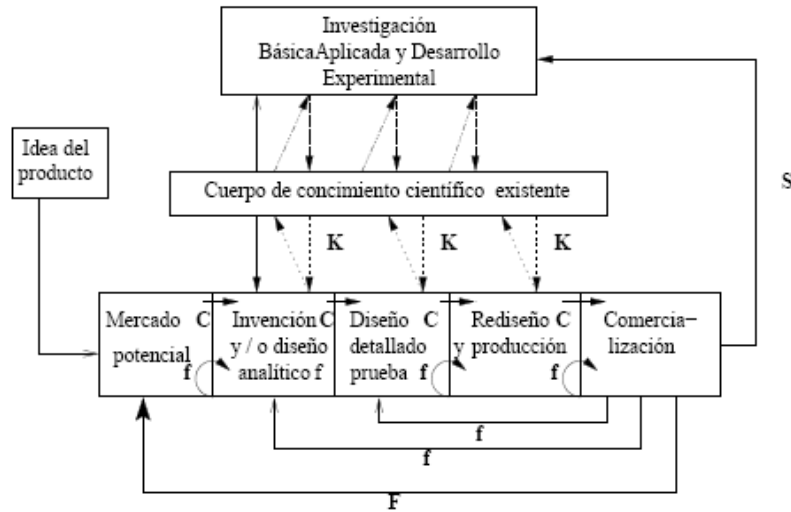 Investigación
BásicaAplicada y Desarrollo
Experimental
Idea del
producto
Cuerpo de concimiento científico existente
S
K K K
Mercado C
potencial
f
Invención C
y / o diseño
analítico f
Diseño C
detallado
prueba f
Rediseño C
y producción
f
Comercia-
lización
f
f
F